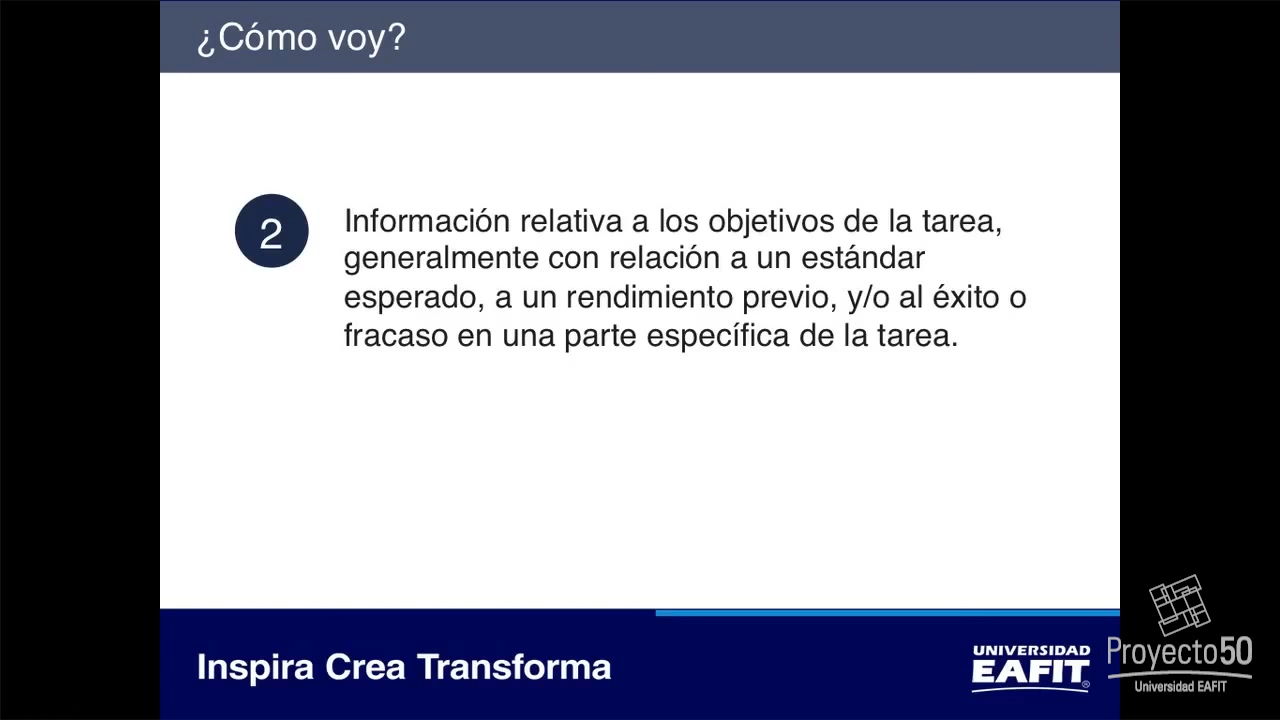 ¿Cómo voy?
2
Información relativa a los objetivos de la tarea,
generalmente con relación a un estándar
esperado, a un rendimiento previo, y/o al éxito o
fracaso en una parte específica de la tarea.
Inspira Crea Transforma
UNIVERSIDAD
EAFIT®
Proyecto50
Universidad EAFIT